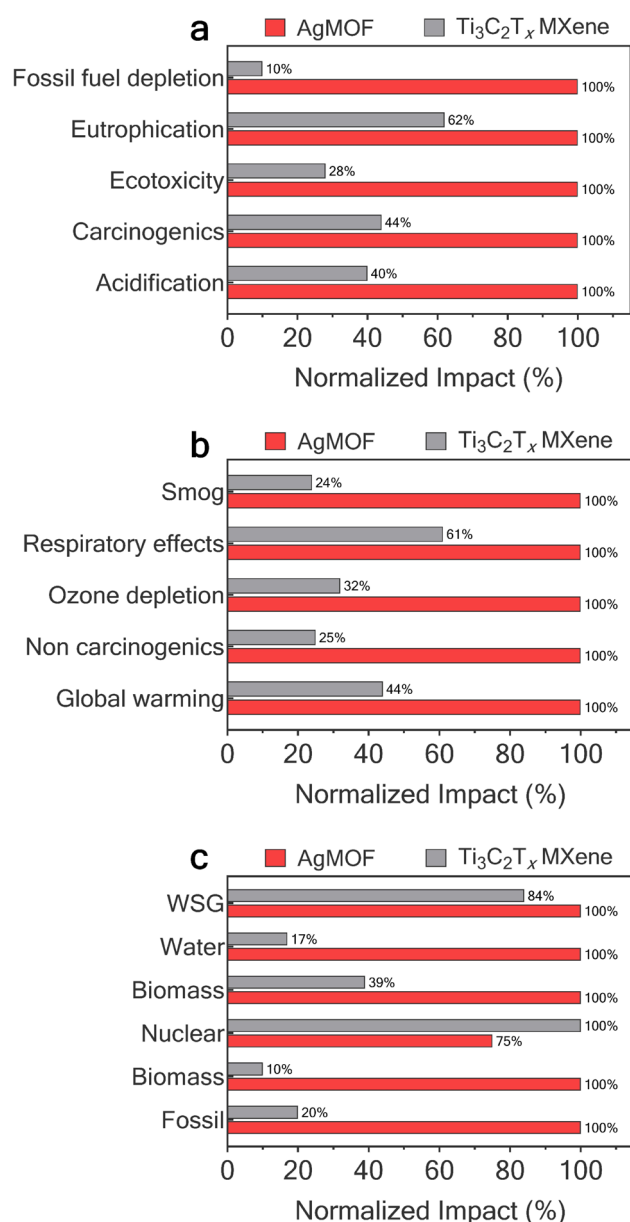 a
AgMOF Ti₃C₂Tₓ MXene
Fossil fuel depletion 10% 100%
Eutrophication 62% 100%
Ecotoxicity 28% 100%
Carcinogenics 44% 100%
Acidification 40% 100%
0 20 40 60 80 100
Normalized Impact (%)
b
AgMOF Ti₃C₂Tₓ MXene
Smog 24% 100%
Respiratory effects 61% 100%
Ozone depletion 32% 100%
Non carcinogenics 25% 100%
Global warming 44% 100%
0 20 40 60 80 100
Normalized Impact (%)
c
AgMOF Ti₃C₂Tₓ MXene
WSG 84% 100%
Water 17% 100%
Biomass 39% 100%
Nuclear 100% 75%
Biomass 10% 100%
Fossil 20% 100%
0 20 40 60 80 100
Normalized Impact (%)